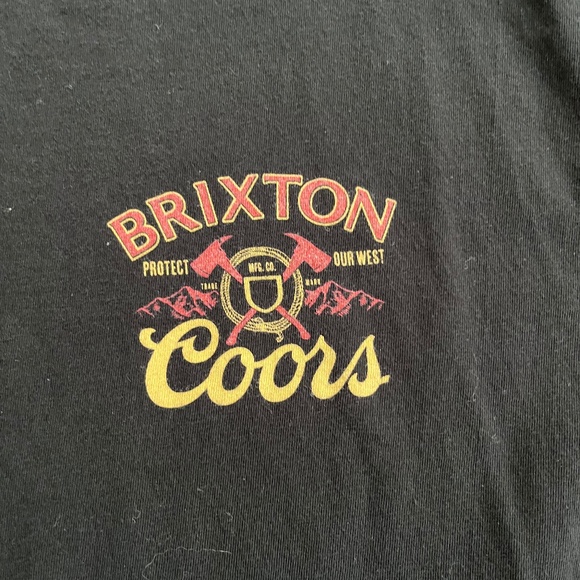 BRIXTON
PROTECT OUR WEST
MFG. CO.
TRADE MARK
Coors